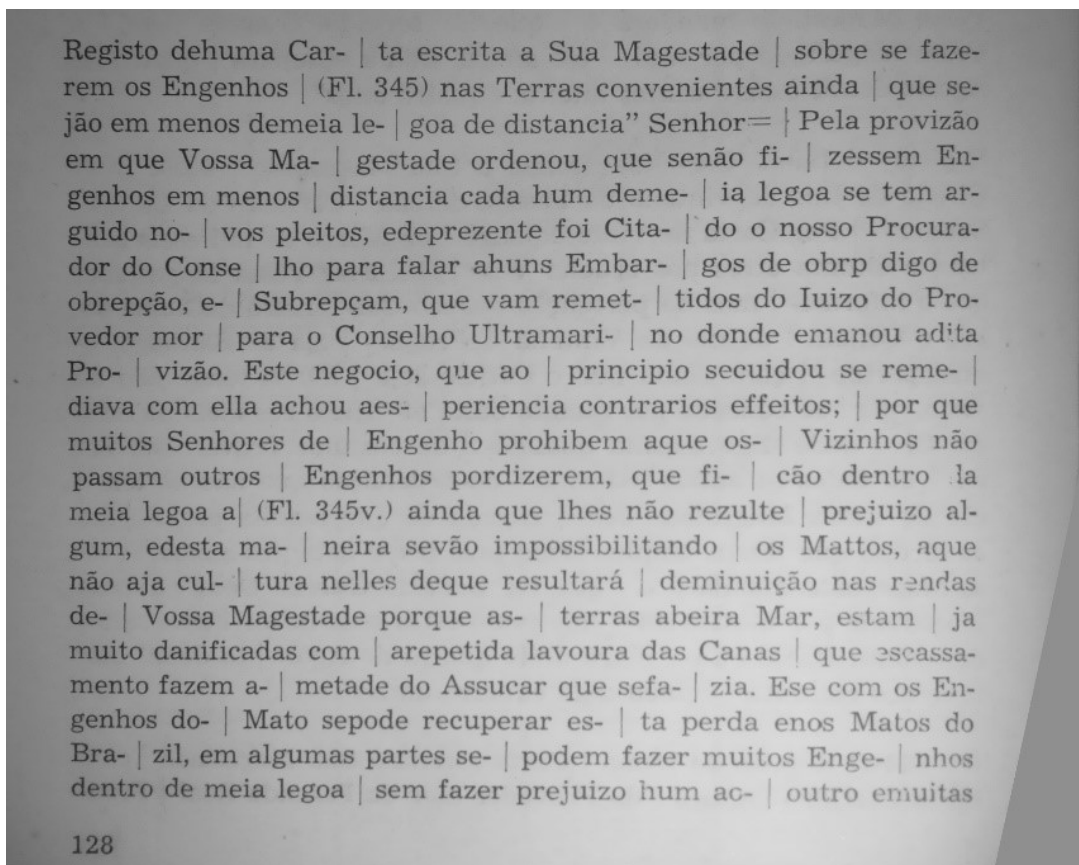 Registo dehuma Car- | ta escrita a Sua Magestade | sobre se faze-
rem os Engenhos | (Fl. 345) nas Terras convenientes ainda | que se-
jão em menos demeia le- | goa de distancia" Senhor= | Pela provizão
em que Vossa Ma- | gestade ordenou, que senão fi- | zessem En-
genhos em menos | distancia cada hum deme- | ia legoa se tem ar-
guido no- | vos pleitos, edeprezente foi Cita- | do o nosso Procura-
dor do Conse | lho para falar ahuns Embar- | gos de obrp digo de
obrepção, e- | Subrepçam, que vam remet- | tidos do Iuizo do Pro-
vedor mor | para o Conselho Ultramari- | no donde emanou adita
Pro- | vizão. Este negocio, que ao | principio secuidou se reme- |
diava com ella achou aes- | periencia contrarios effeitos; | por que
muitos Senhores de | Engenho prohibem aque os- | Vizinhos não
passam outros | Engenhos pordizerem, que fi- | cão dentro la
meia legoa a| (Fl. 345v.) ainda que lhes não rezulte | prejuizo al-
gum, edesta ma- | neira sevão impossibilitando | os Mattos, aque
não aja cul- | tura nelles deque resultará | deminuição nas rendas
de- | Vossa Magestade porque as- | terras abeira Mar, estam | ja
muito danificadas com | arepetida lavoura das Canas | que escassa-
mento fazem a- | metade do Assucar que sefa- | zia. Ese com os En-
genhos do- | Mato sepode recuperar es- | ta perda enos Matos do
Bra- | zil, em algumas partes se- | podem fazer muitos Enge- | nhos
dentro de meia legoa | sem fazer prejuizo hum ac- | outro emuitas
128